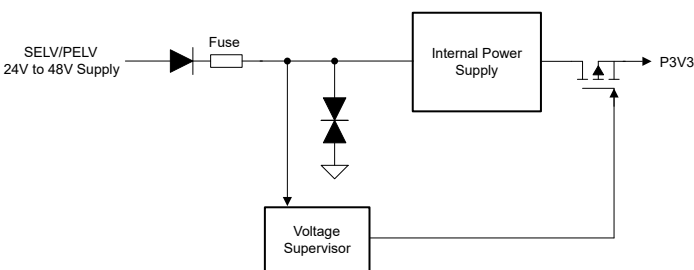 SELV/PELV
24V to 48V Supply
Fuse
Internal Power
Supply
P3V3
Voltage
Supervisor